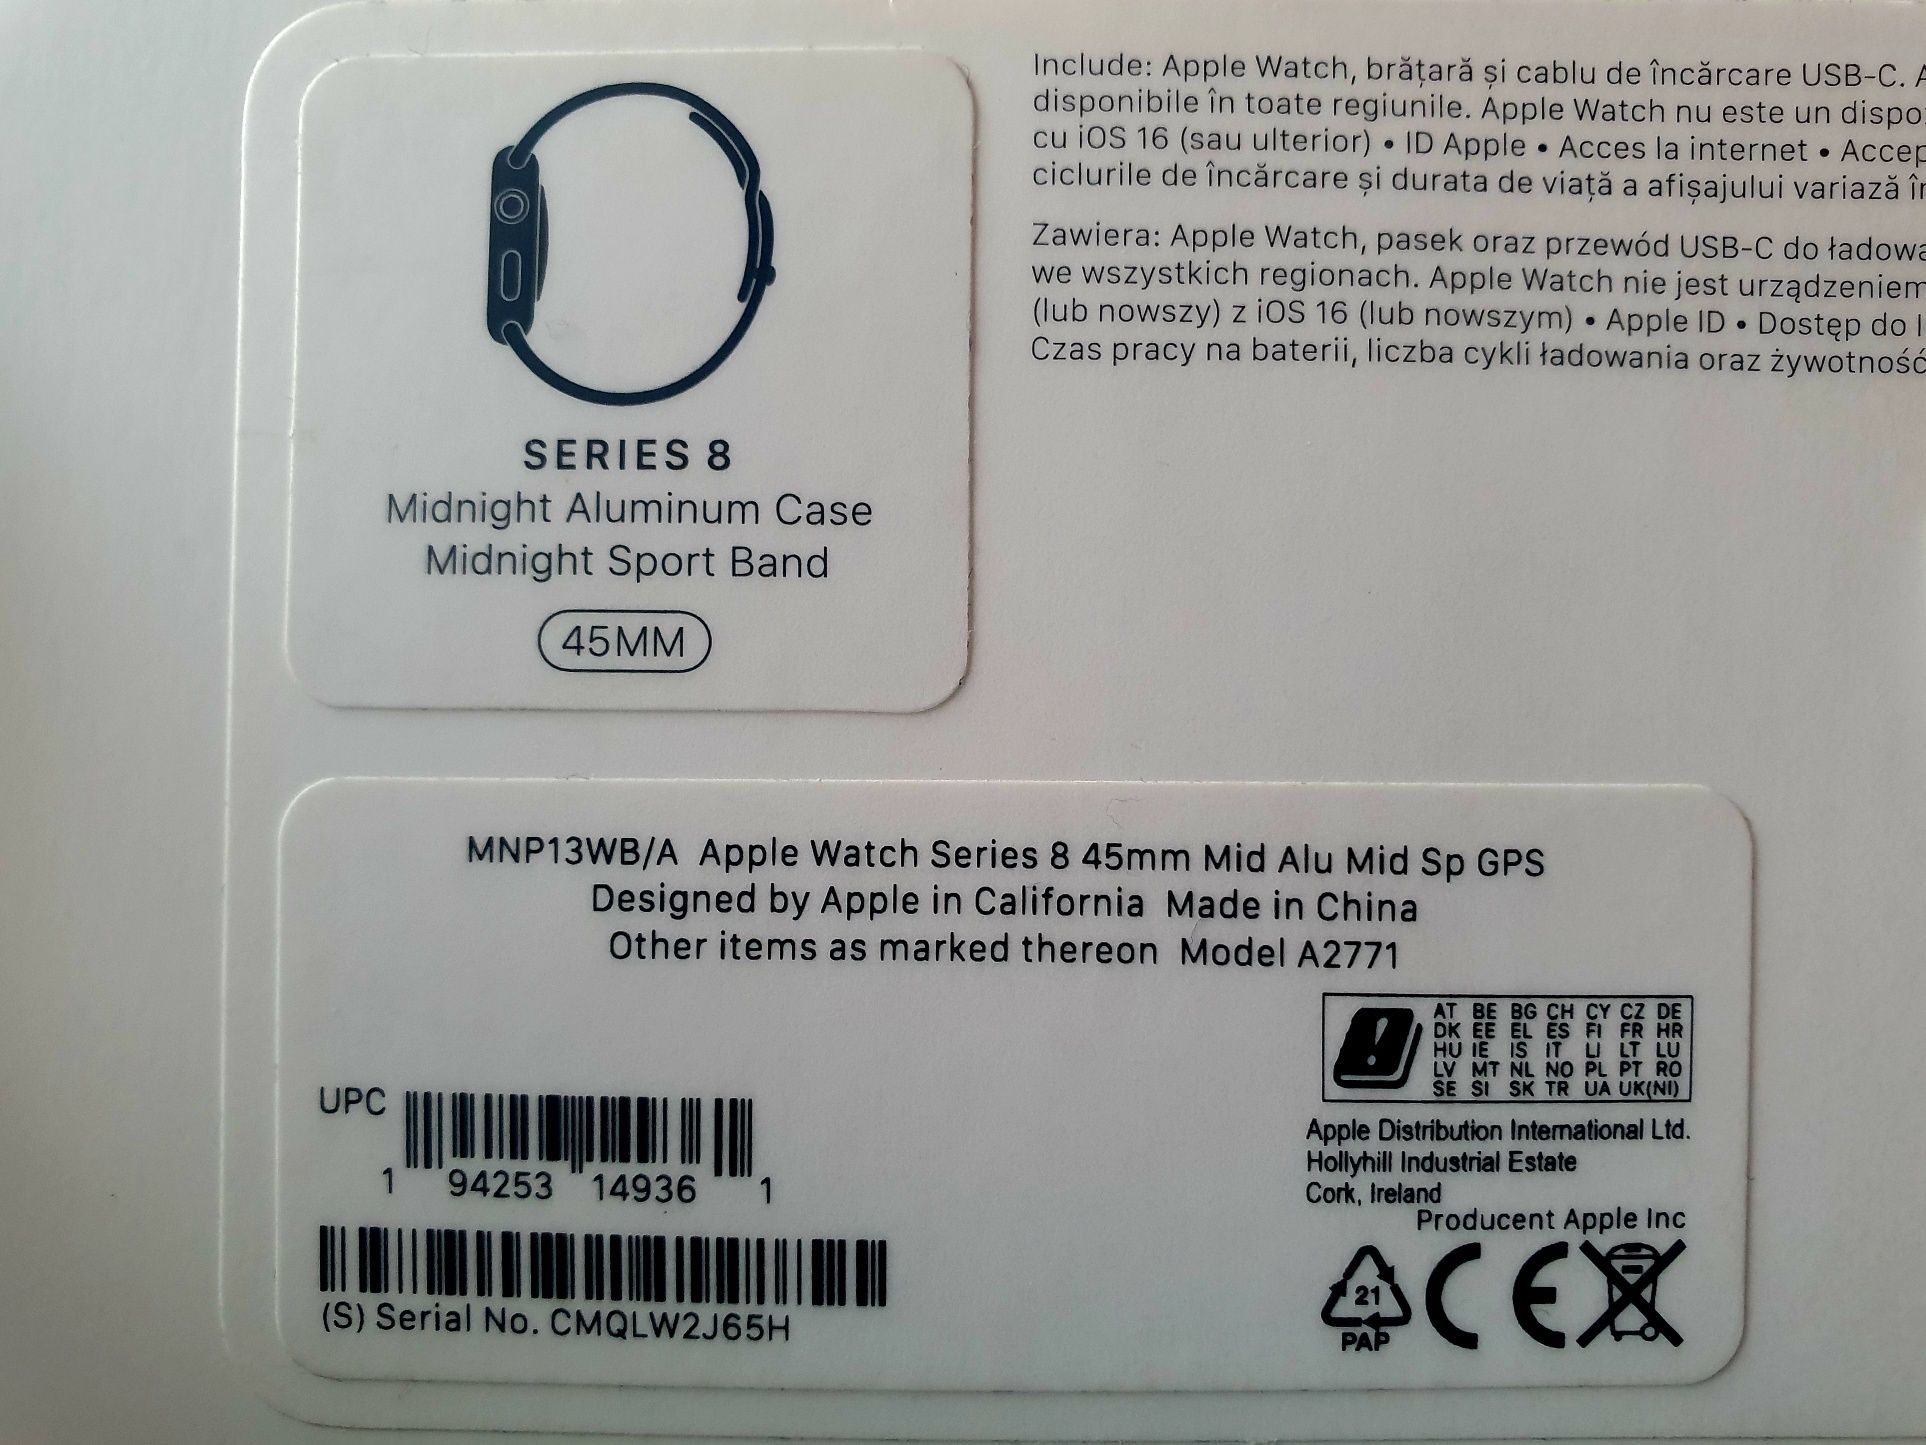 SERIES 8
Midnight Aluminum Case
Midnight Sport Band
45MM
Include: Apple Watch, brățară și cablu de încărcare USB-C. A
disponibile în toate regiunile. Apple Watch nu este un dispo
cu iOS 16 (sau ulterior) • ID Apple • Acces la internet • Accep
ciclurile de încărcare și durata de viață a afișajului variază în
Zawiera: Apple Watch, pasek oraz przewód USB-C do ładowa
we wszystkich regionach. Apple Watch nie jest urządzeniem
(lub nowszy) z iOS 16 (lub nowszym) • Apple ID • Dostęp do
Czas pracy na baterii, liczba cykli ładowania oraz żywotność
MNP13WB/A Apple Watch Series 8 45mm Mid Alu Mid Sp GPS
Designed by Apple in California Made in China
Other items as marked thereon Model A2771
AT BE BG CH CY CZ DE
DK EE EL ES FI FR HR
HU IE IS IT LI LT LU
LV MT NL NO PL PT RO
SE SI SK TR UA UK(NI)
UPC
1 94253 14936 1
(S) Serial No. CMQLW2J65H
Apple Distribution International Ltd.
Hollyhill Industrial Estate
Cork, Ireland
Producent Apple Inc
21
PAP
CE